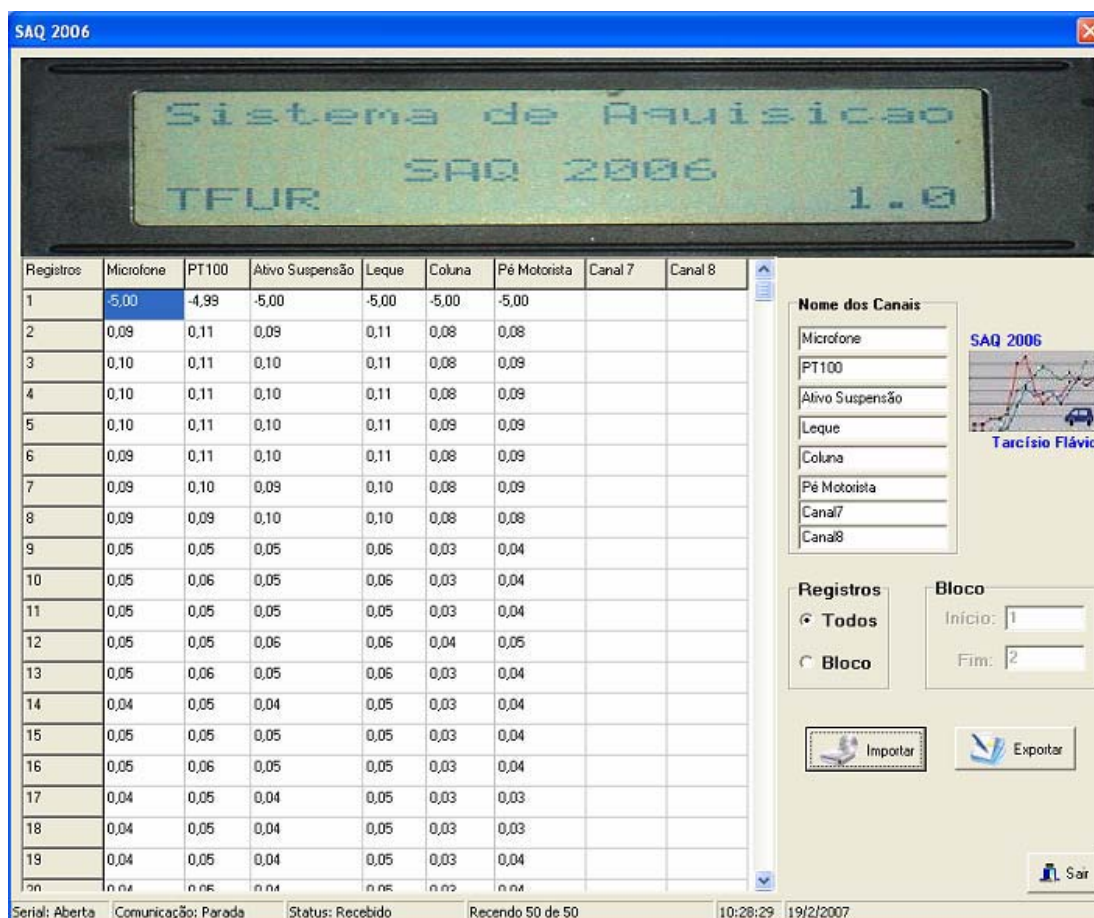 SAQ 2006
Sistema de Aquisicao
SAQ 2006
TFUR 1.0
Registros Microfone PT100 Ativo Suspensão Leque Coluna Pé Motorista Canal 7 Canal 8
1 -5,00 -4,99 -5,00 -5,00 -5,00 -5,00
2 0,09 0,11 0,09 0,11 0,08 0,08
3 0,10 0,11 0,10 0,11 0,08 0,09
4 0,10 0,11 0,10 0,11 0,08 0,09
5 0,10 0,11 0,10 0,11 0,09 0,09
6 0,09 0,11 0,10 0,11 0,08 0,09
7 0,09 0,10 0,09 0,10 0,08 0,09
8 0,09 0,09 0,10 0,10 0,08 0,08
9 0,05 0,05 0,05 0,06 0,03 0,04
10 0,05 0,06 0,05 0,06 0,03 0,04
11 0,05 0,05 0,05 0,05 0,03 0,04
12 0,05 0,05 0,06 0,06 0,04 0,05
13 0,05 0,06 0,05 0,06 0,03 0,04
14 0,04 0,05 0,04 0,05 0,03 0,04
15 0,05 0,05 0,05 0,05 0,03 0,04
16 0,05 0,06 0,05 0,05 0,03 0,04
17 0,04 0,05 0,04 0,05 0,03 0,03
18 0,04 0,05 0,04 0,05 0,03 0,03
19 0,04 0,05 0,04 0,05 0,03 0,04
Nome dos Canais
Microfone
PT100
Ativo Suspensão
Leque
Coluna
Pé Motorista
Canal7
Canal8
SAQ 2006
Tarcísio Flávio
Registros
Todos
Bloco
Bloco
Início: 1
Fim: 2
Importar
Exportar
Sair
Serial: Aberta Comunicação: Parada Status: Recebido Recendo 50 de 50 10:28:29 19/2/2007